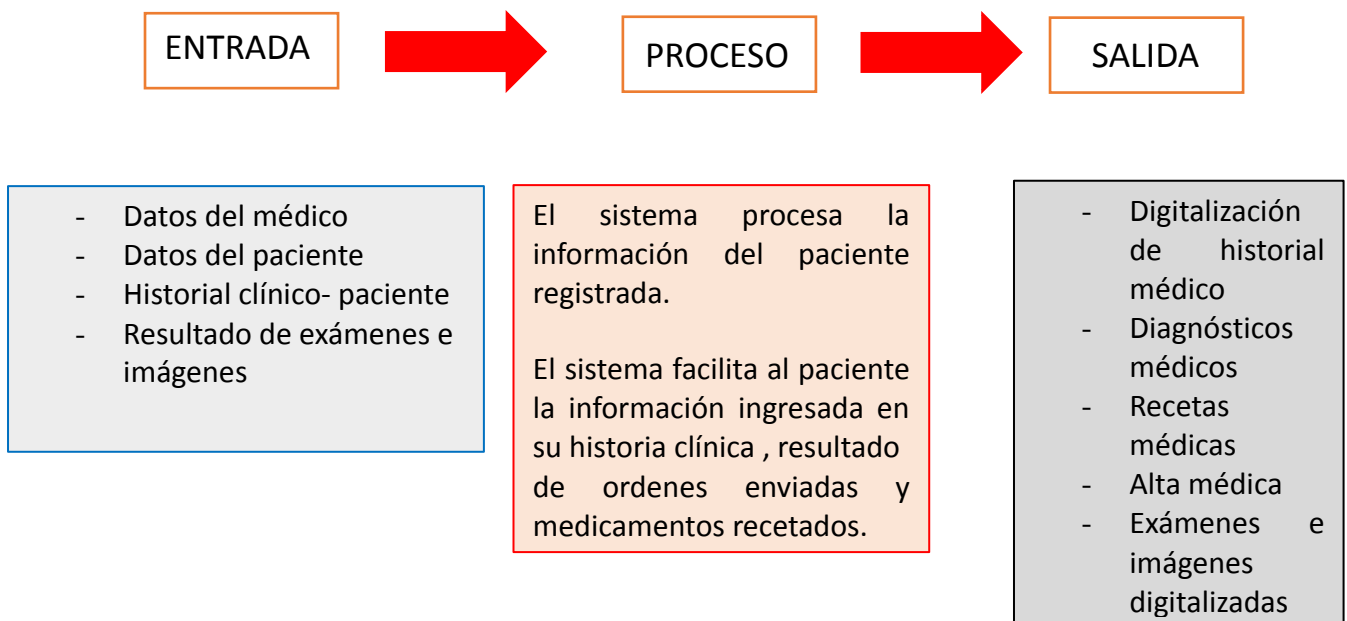 ENTRADA
PROCESO
SALIDA
- Datos del médico
- Datos del paciente
- Historial clínico- paciente
- Resultado de exámenes e
imágenes
El sistema procesa la
información del paciente
registrada.
El sistema facilita al paciente
la información ingresada en
su historia clínica , resultado
de ordenes enviadas y
medicamentos recetados.
- Digitalización
de historial
médico
- Diagnósticos
médicos
- Recetas
médicas
- Alta médica
- Exámenes e
imágenes
digitalizadas